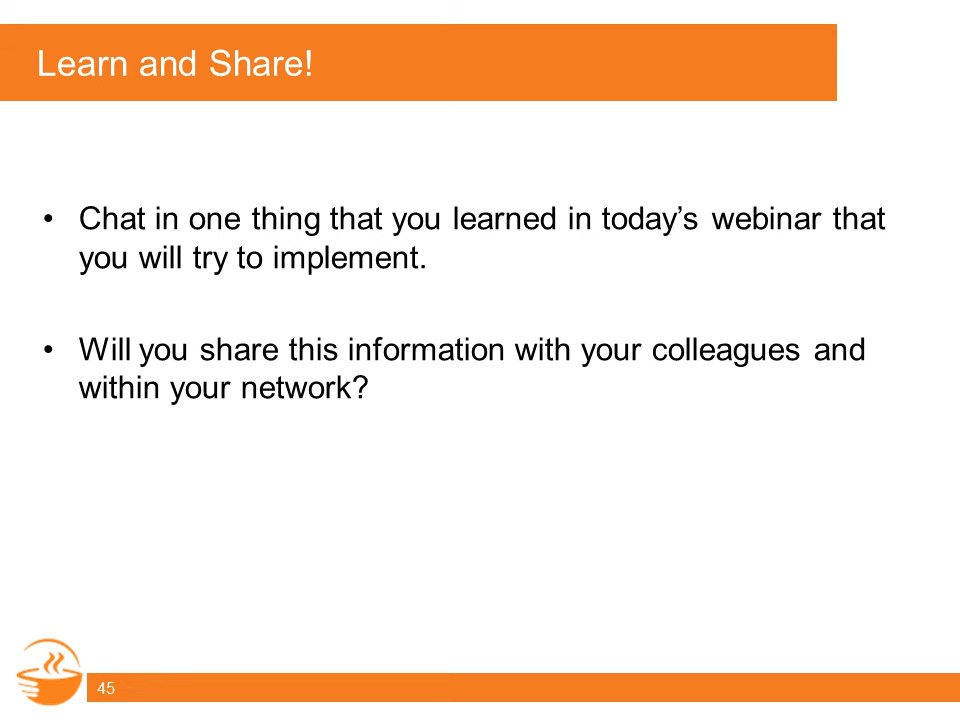 Learn and Share!
• Chat in one thing that you learned in today’s webinar that
you will try to implement.
• Will you share this information with your colleagues and
within your network?
45